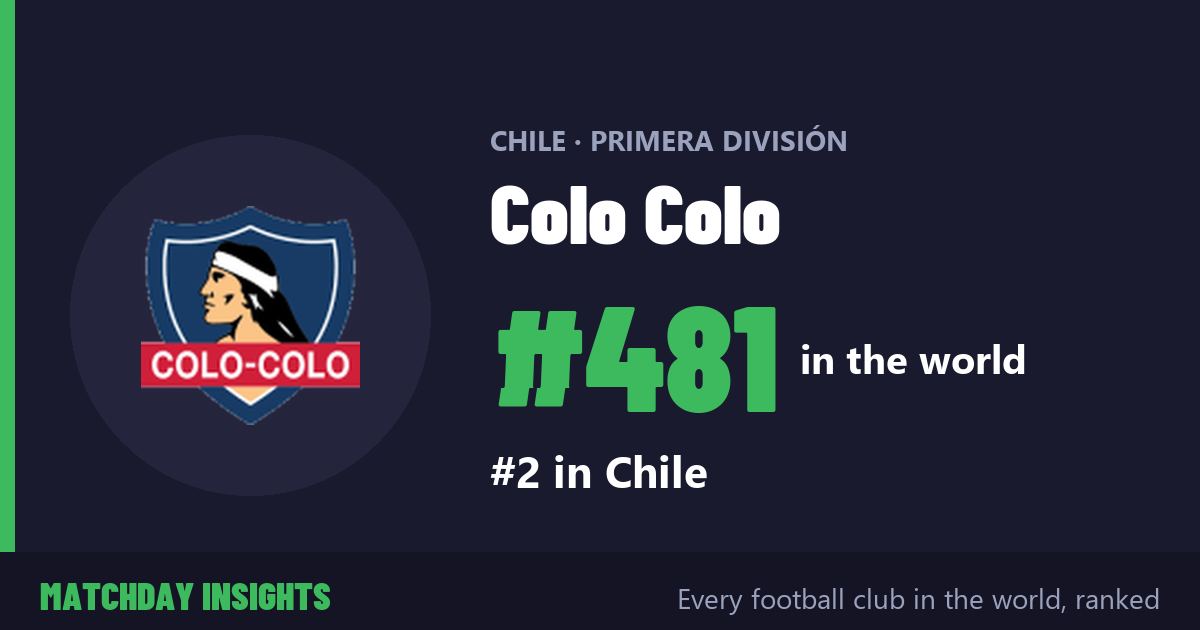 CHILE · PRIMERA DIVISIÓN
Colo Colo
COLO-COLO
#481 in the world
#2 in Chile
MATCHDAY INSIGHTS
Every football club in the world, ranked